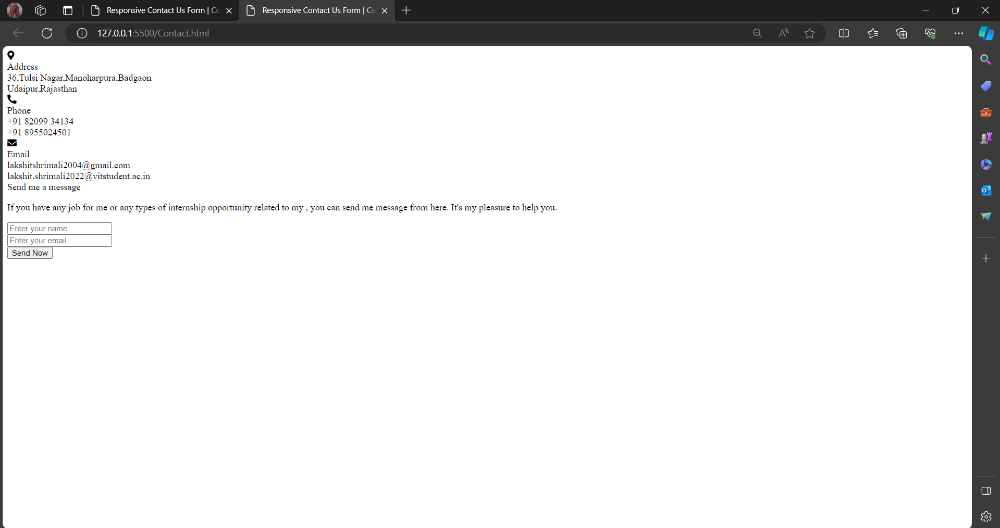 Responsive Contact Us Form | Co
Responsive Contact Us Form | Co
127.0.0.1:5500/Contact.html
Address
36,Tulsi Nagar,Manoharpura,Badgaon
Udaipur,Rajasthan
Phone
+91 82099 34134
+91 8955024501
Email
lakshitshrimali2004@gmail.com
lakshit.shrimali2022@vitstudent.ac.in
Send me a message
If you have any job for me or any types of internship opportunity related to my , you can send me message from here. It's my pleasure to help you.
Enter your name
Enter your email
Send Now